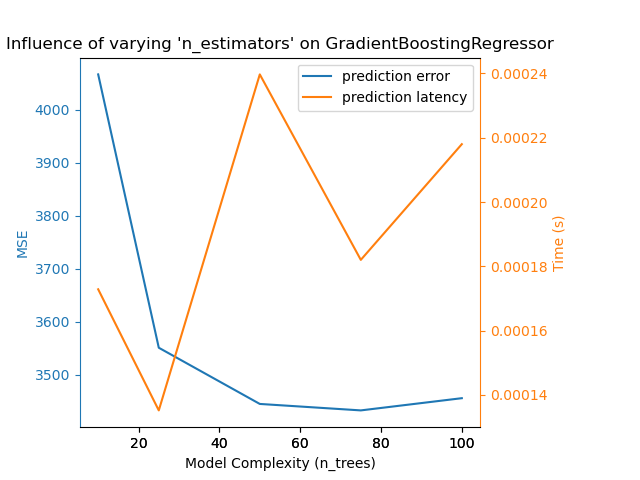 Influence of varying 'n_estimators' on GradientBoostingRegressor
prediction error
prediction latency
4000
3900
3800
3700
3600
3500
MSE
0.00024
0.00022
0.00020
0.00018
0.00016
0.00014
Time (s)
20 40 60 80 100
Model Complexity (n_trees)